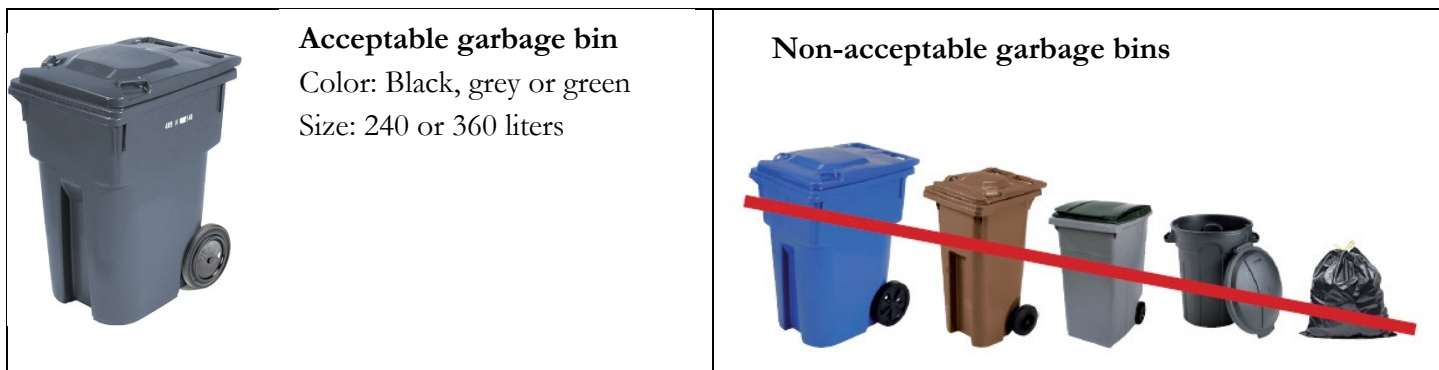 Acceptable garbage bin
Color: Black, grey or green
Size: 240 or 360 liters
Non-acceptable garbage bins